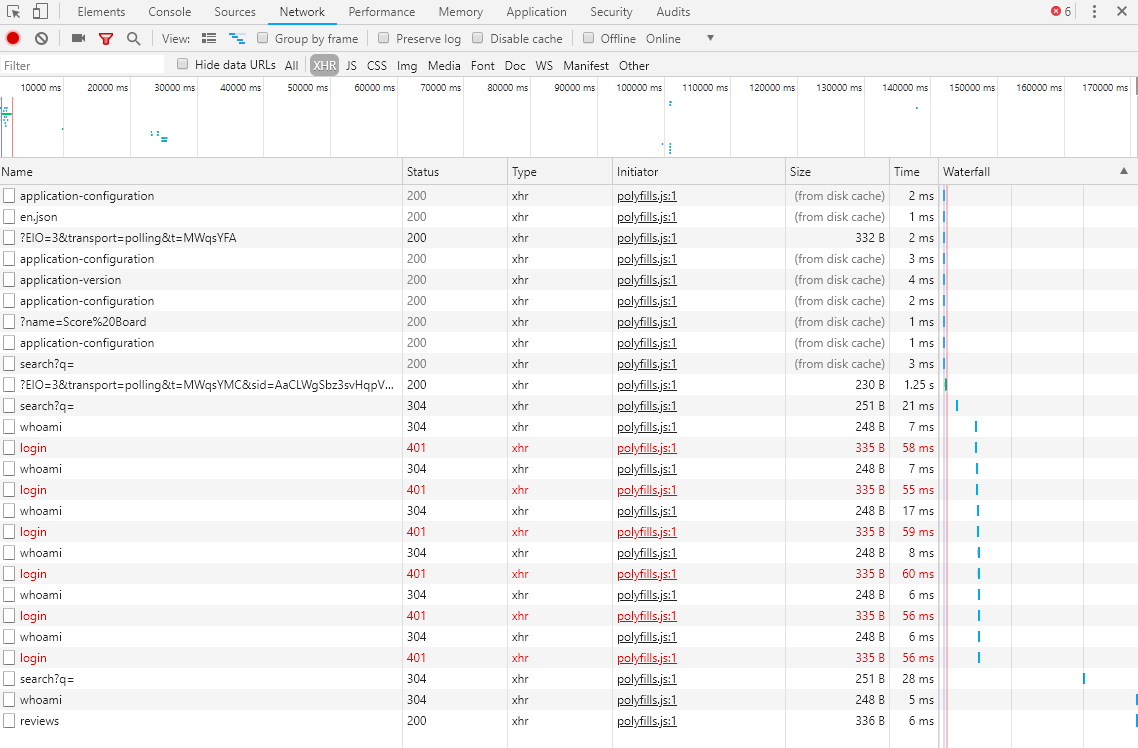 Elements Console Sources Network Performance Memory Application Security Audits 6
View: Group by frame Preserve log Disable cache Offline Online
Filter Hide data URLs All XHR JS CSS Img Media Font Doc WS Manifest Other
10000 ms 20000 ms 30000 ms 40000 ms 50000 ms 60000 ms 70000 ms 80000 ms 90000 ms 100000 ms 110000 ms 120000 ms 130000 ms 140000 ms 150000 ms 160000 ms 170000 ms
Name Status Type Initiator Size Time Waterfall
application-configuration 200 xhr polyfills.js:1 (from disk cache) 2 ms
en.json 200 xhr polyfills.js:1 (from disk cache) 1 ms
?EIO=3&transport=polling&t=MWqsYFA 200 xhr polyfills.js:1 332 B 2 ms
application-configuration 200 xhr polyfills.js:1 (from disk cache) 3 ms
application-version 200 xhr polyfills.js:1 (from disk cache) 4 ms
application-configuration 200 xhr polyfills.js:1 (from disk cache) 2 ms
?name=Score%20Board 200 xhr polyfills.js:1 (from disk cache) 1 ms
application-configuration 200 xhr polyfills.js:1 (from disk cache) 1 ms
search?q= 200 xhr polyfills.js:1 (from disk cache) 3 ms
?EIO=3&transport=polling&t=MWqsYMC&sid=AaCLWgSbz3svHqpV... 200 xhr polyfills.js:1 230 B 1.25 s
search?q= 304 xhr polyfills.js:1 251 B 21 ms
whoami 304 xhr polyfills.js:1 248 B 7 ms
login 401 xhr polyfills.js:1 335 B 58 ms
whoami 304 xhr polyfills.js:1 248 B 7 ms
login 401 xhr polyfills.js:1 335 B 55 ms
whoami 304 xhr polyfills.js:1 248 B 17 ms
login 401 xhr polyfills.js:1 335 B 59 ms
whoami 304 xhr polyfills.js:1 248 B 8 ms
login 401 xhr polyfills.js:1 335 B 60 ms
whoami 304 xhr polyfills.js:1 248 B 6 ms
login 401 xhr polyfills.js:1 335 B 56 ms
whoami 304 xhr polyfills.js:1 248 B 6 ms
login 401 xhr polyfills.js:1 335 B 56 ms
search?q= 304 xhr polyfills.js:1 251 B 28 ms
whoami 304 xhr polyfills.js:1 248 B 5 ms
reviews 200 xhr polyfills.js:1 336 B 6 ms